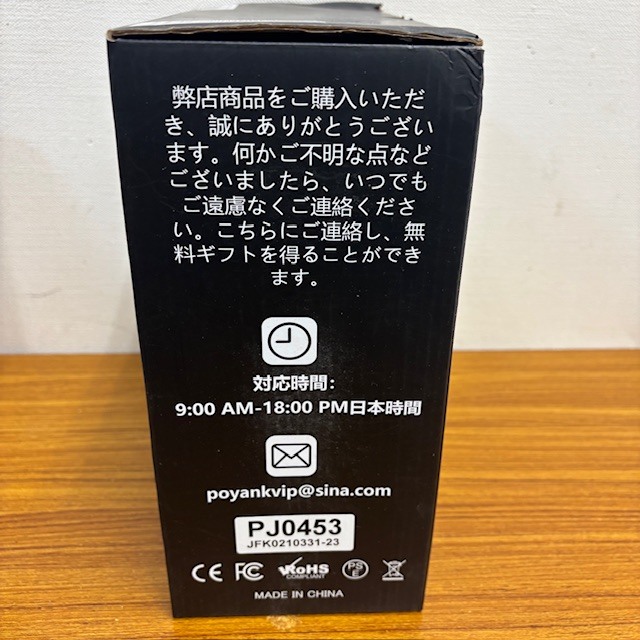 弊店商品をご購入いただ
き、誠にありがとうござい
ます。何かご不明な点など
ございましたら、いつでも
ご遠慮なくご連絡くださ
い。こちらにご連絡し、無
料ギフトを得ることができ
ます。
対応時間：
9:00 AM-18:00 PM日本時間
poyankvip@sina.com
PJ0453
JFK0210331-23
CE FC RoHS PSE
COMPLIANT
MADE IN CHINA